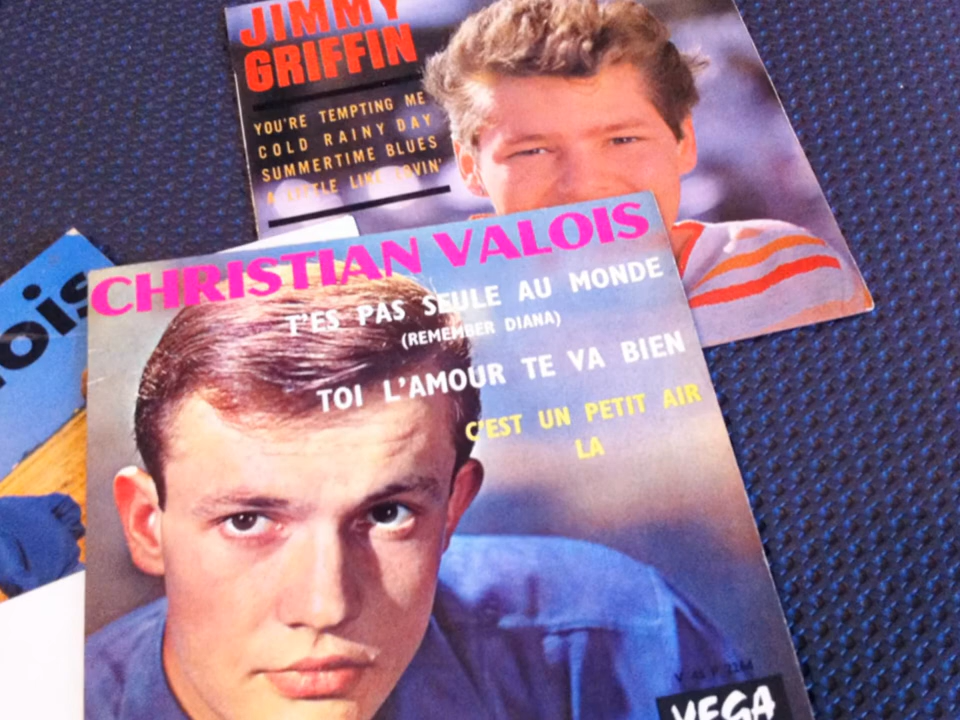 JIMMY
GRIFFIN
YOU'RE TEMPTING ME
COLD RAINY DAY
SUMMERTIME BLUES
A LITTLE LIKE LOVIN'
ois
CHRISTIAN VALOIS
T'ES PAS SEULE AU MONDE
(REMEMBER DIANA)
TOI L'AMOUR TE VA BIEN
C'EST UN PETIT AIR
LA
VEGA